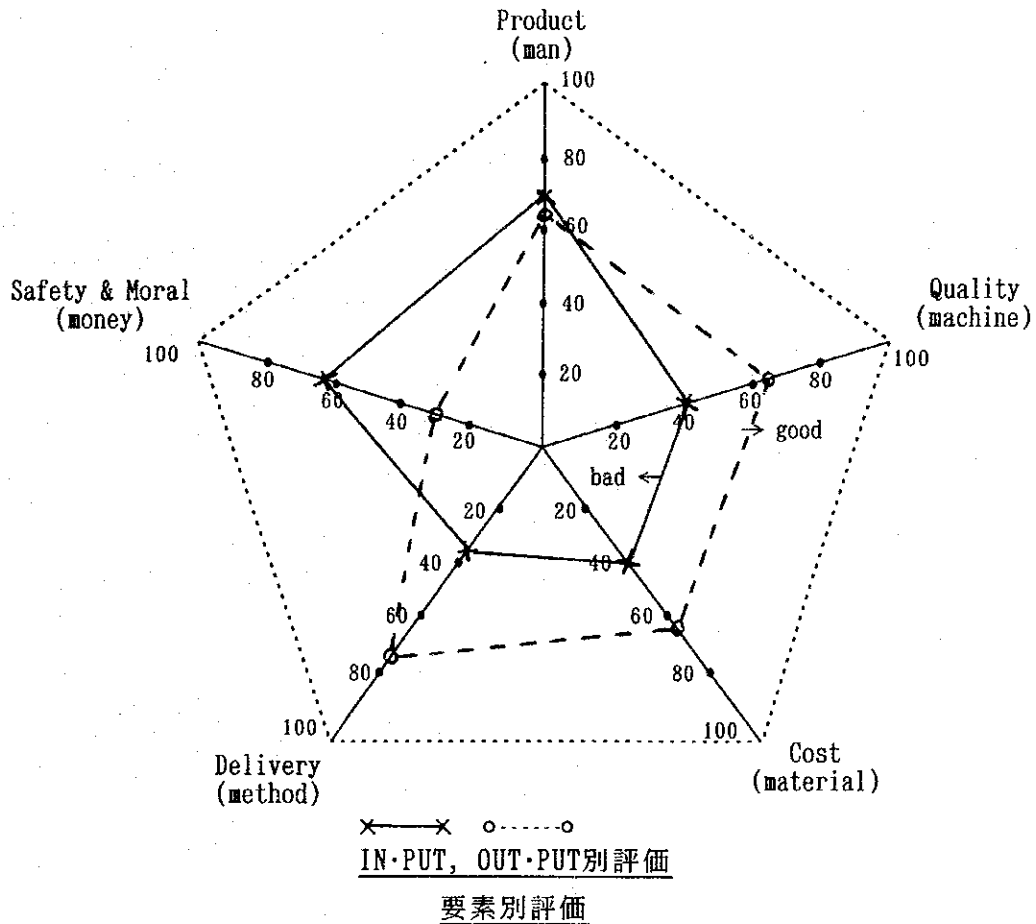 Product
(man)
100
80
60
40
20
Safety & Moral
(money)
100
80
60
40
20
Quality
(machine)
100
80
60
40
20
→ good
bad ←
20
40
60
80
100
Delivery
(method)
20
40
60
80
100
Cost
(material)
IN·PUT, OUT·PUT別評価
要素別評価